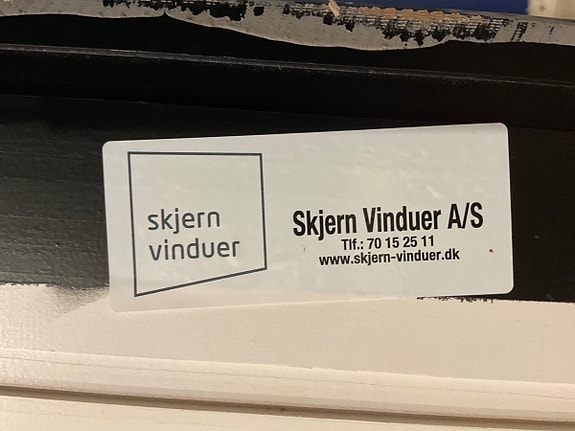 skjern
vinduer
Skjern Vinduer A/S
Tlf.: 70 15 25 11
www.skjern-vinduer.dk